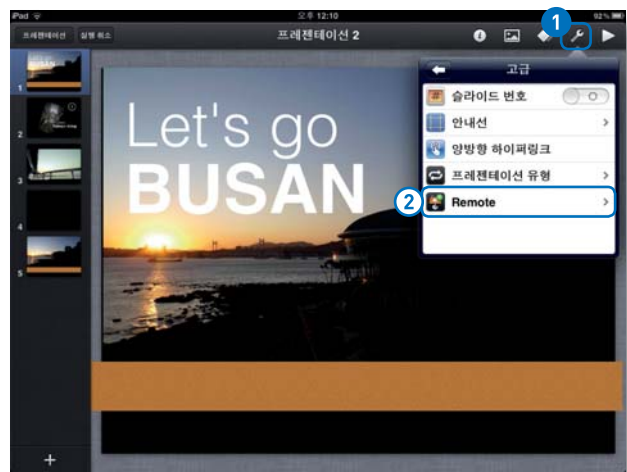 iPad 오후 12:10 92%
프레젠테이션 실행 취소 프레젠테이션 2
1
고급
슬라이드 번호
안내선
양방향 하이퍼링크
프레젠테이션 유형
2 Remote
Let's go
BUSAN
1
2
3
4
5
+